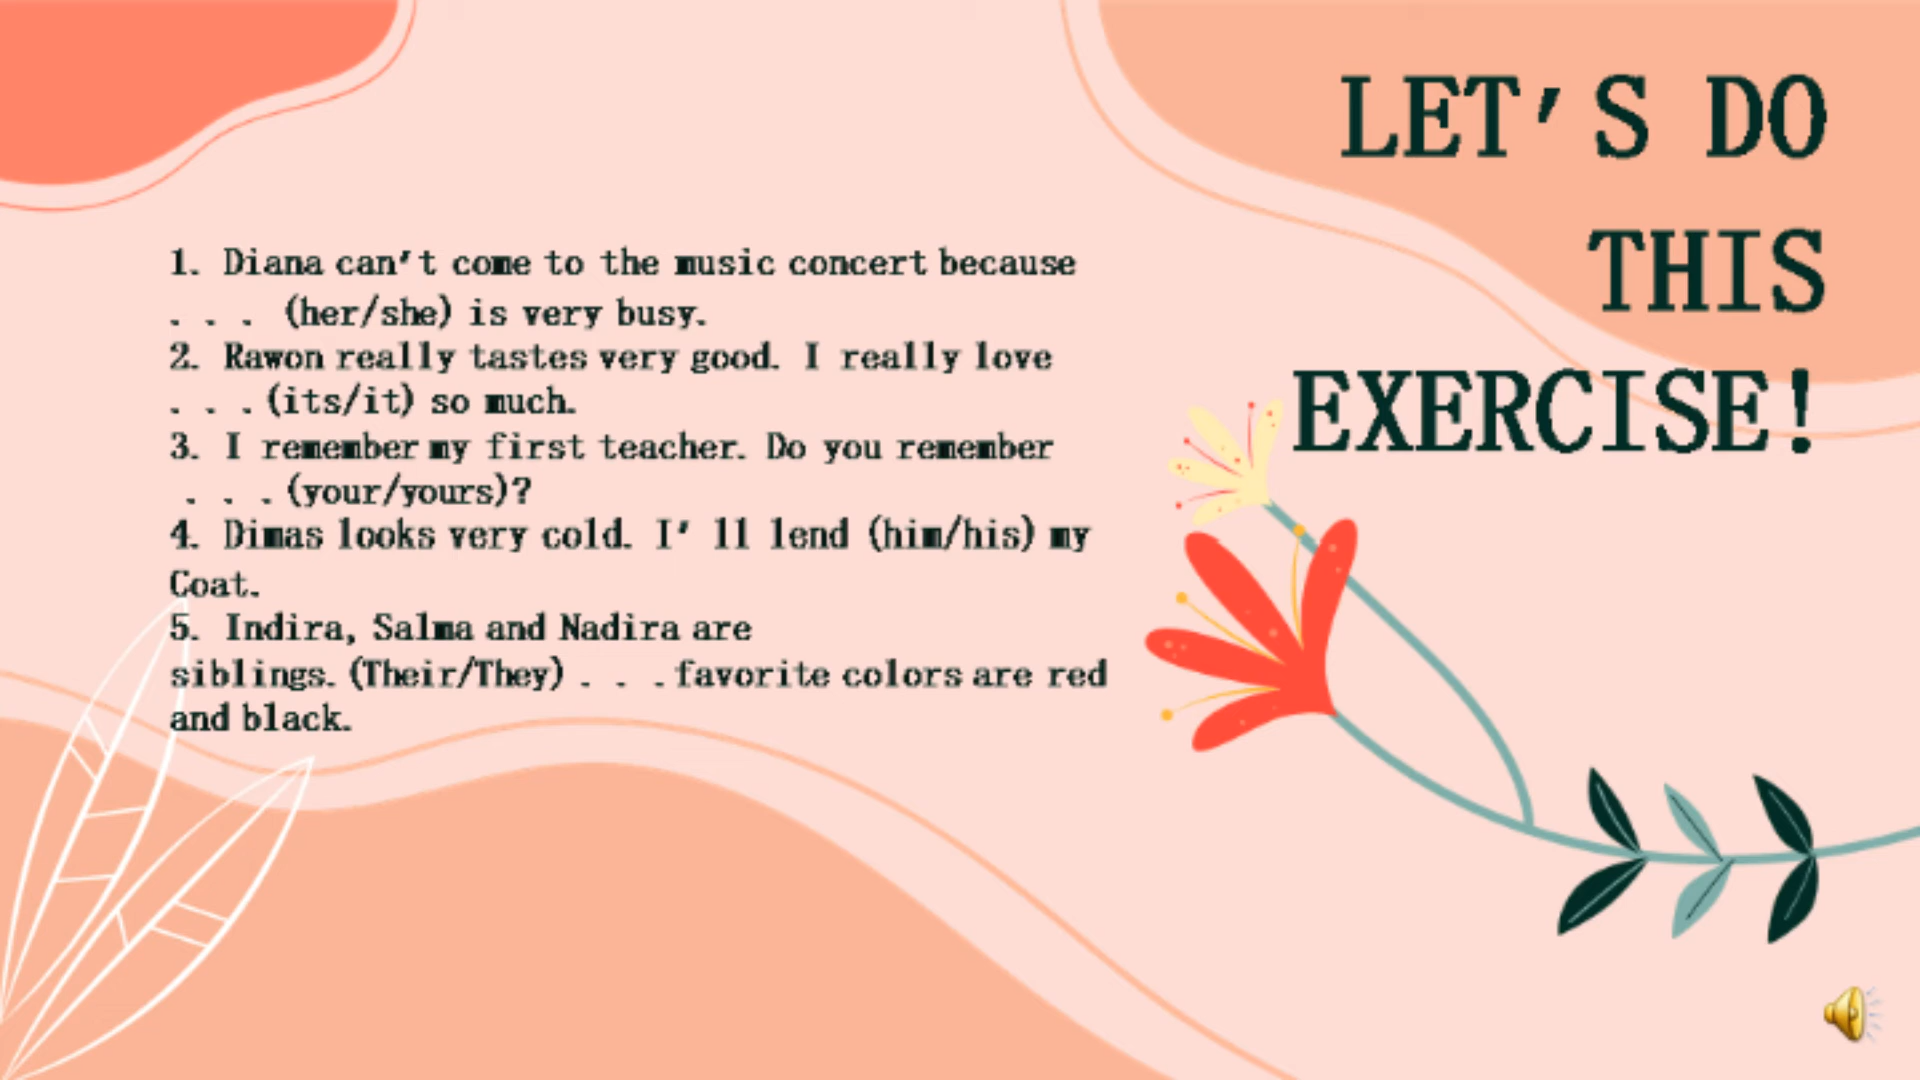 LET'S DO
THIS
EXERCISE!
1. Diana can't come to the music concert because
. . . (her/she) is very busy.
2. Rawon really tastes very good. I really love
. . . (its/it) so much.
3. I remember my first teacher. Do you remember
. . . (your/yours)?
4. Dimas looks very cold. I' ll lend (him/his) my
Coat.
5. Indira, Salma and Nadira are
siblings. (Their/They) . . . favorite colors are red
and black.